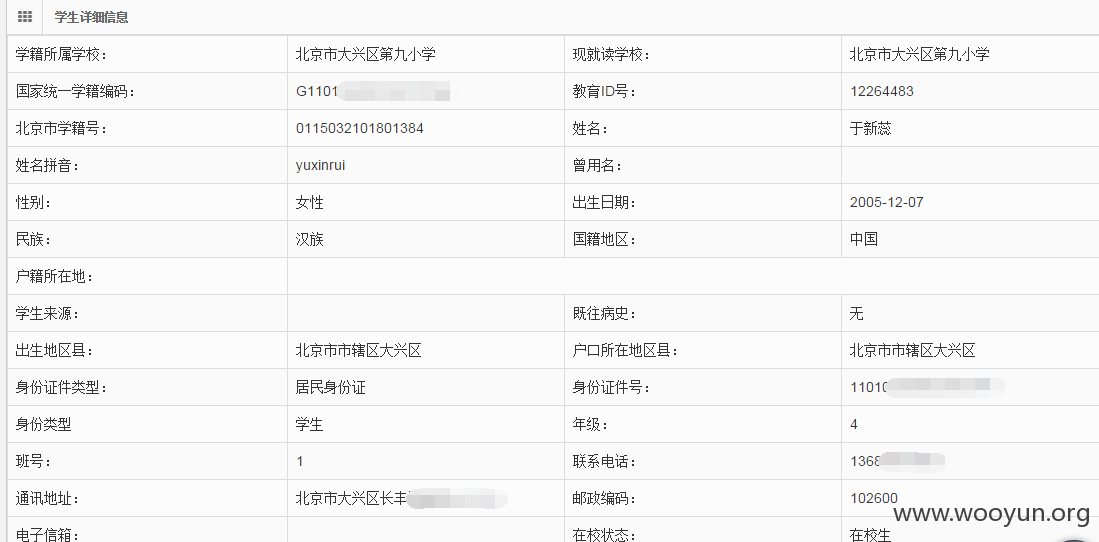 学生详细信息
学籍所属学校： 北京市大兴区第九小学 现就读学校： 北京市大兴区第九小学
国家统一学籍编码： G1101 教育ID号： 12264483
北京市学籍号： 0115032101801384 姓名： 于新蕊
姓名拼音： yuxinrui 曾用名：
性别： 女性 出生日期： 2005-12-07
民族： 汉族 国籍地区： 中国
户籍所在地：
学生来源： 既往病史： 无
出生地区县： 北京市市辖区大兴区 户口所在地区县： 北京市市辖区大兴区
身份证件类型： 居民身份证 身份证件号： 11010
身份类型 学生 年级： 4
班号： 1 联系电话： 136
通讯地址： 北京市大兴区长丰 邮政编码： 102600
www.wooyun.org
电子信箱： 在校状态： 在校生